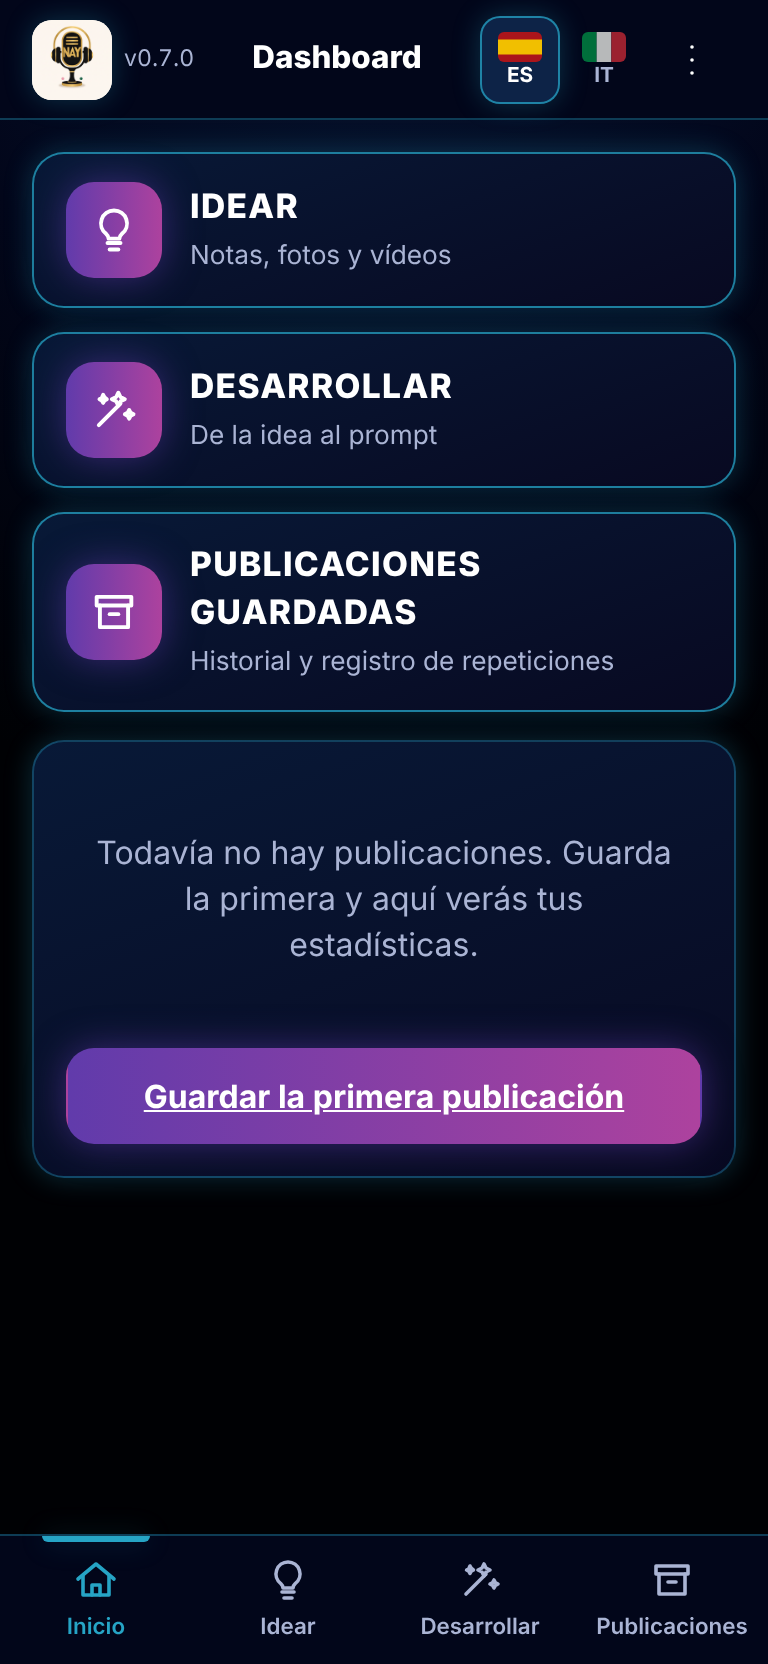 NAY
v0.7.0
Dashboard
ES
IT
IDEAR
Notas, fotos y vídeos
DESARROLLAR
De la idea al prompt
PUBLICACIONES
GUARDADAS
Historial y registro de repeticiones
Todavía no hay publicaciones. Guarda
la primera y aquí verás tus
estadísticas.
Guardar la primera publicación
Inicio
Idear
Desarrollar
Publicaciones